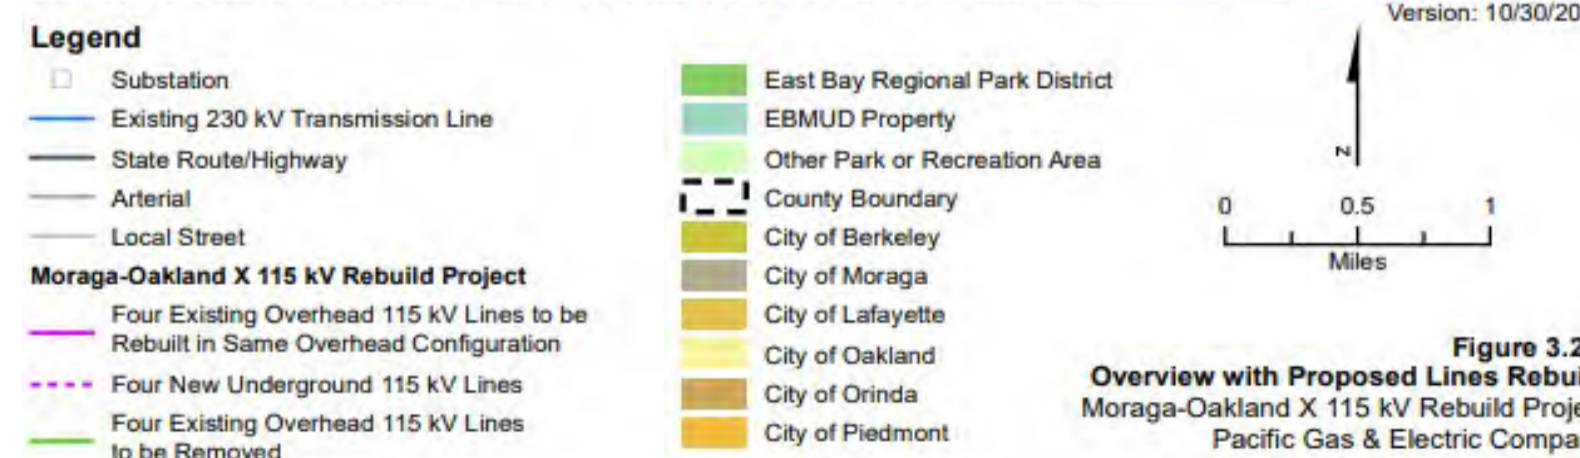 Version: 10/30/20
Legend
Substation
Existing 230 kV Transmission Line
State Route/Highway
Arterial
Local Street
Moraga-Oakland X 115 kV Rebuild Project
Four Existing Overhead 115 kV Lines to be
Rebuilt in Same Overhead Configuration
Four New Underground 115 kV Lines
Four Existing Overhead 115 kV Lines
to be Removed
East Bay Regional Park District
EBMUD Property
Other Park or Recreation Area
County Boundary
City of Berkeley
City of Moraga
City of Lafayette
City of Oakland
City of Orinda
City of Piedmont
N
0 0.5 1
Miles
Figure 3.2
Overview with Proposed Lines Rebui
Moraga-Oakland X 115 kV Rebuild Proje
Pacific Gas & Electric Compa